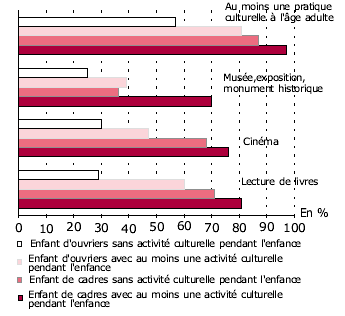 Au moins une pratique
culturelle à l'âge adulte
Musée,exposition,
monument historique
Cinéma
Lecture de livres
0 10 20 30 40 50 60 70 80 90 100 En %
Enfant d'ouvriers sans activité culturelle pendant l'enfance
Enfant d'ouvriers avec au moins une activité culturelle
pendant l'enfance
Enfant de cadres sans activité culturelle pendant l'enfance
Enfant de cadres avec au moins une activité culturelle
pendant l'enfance